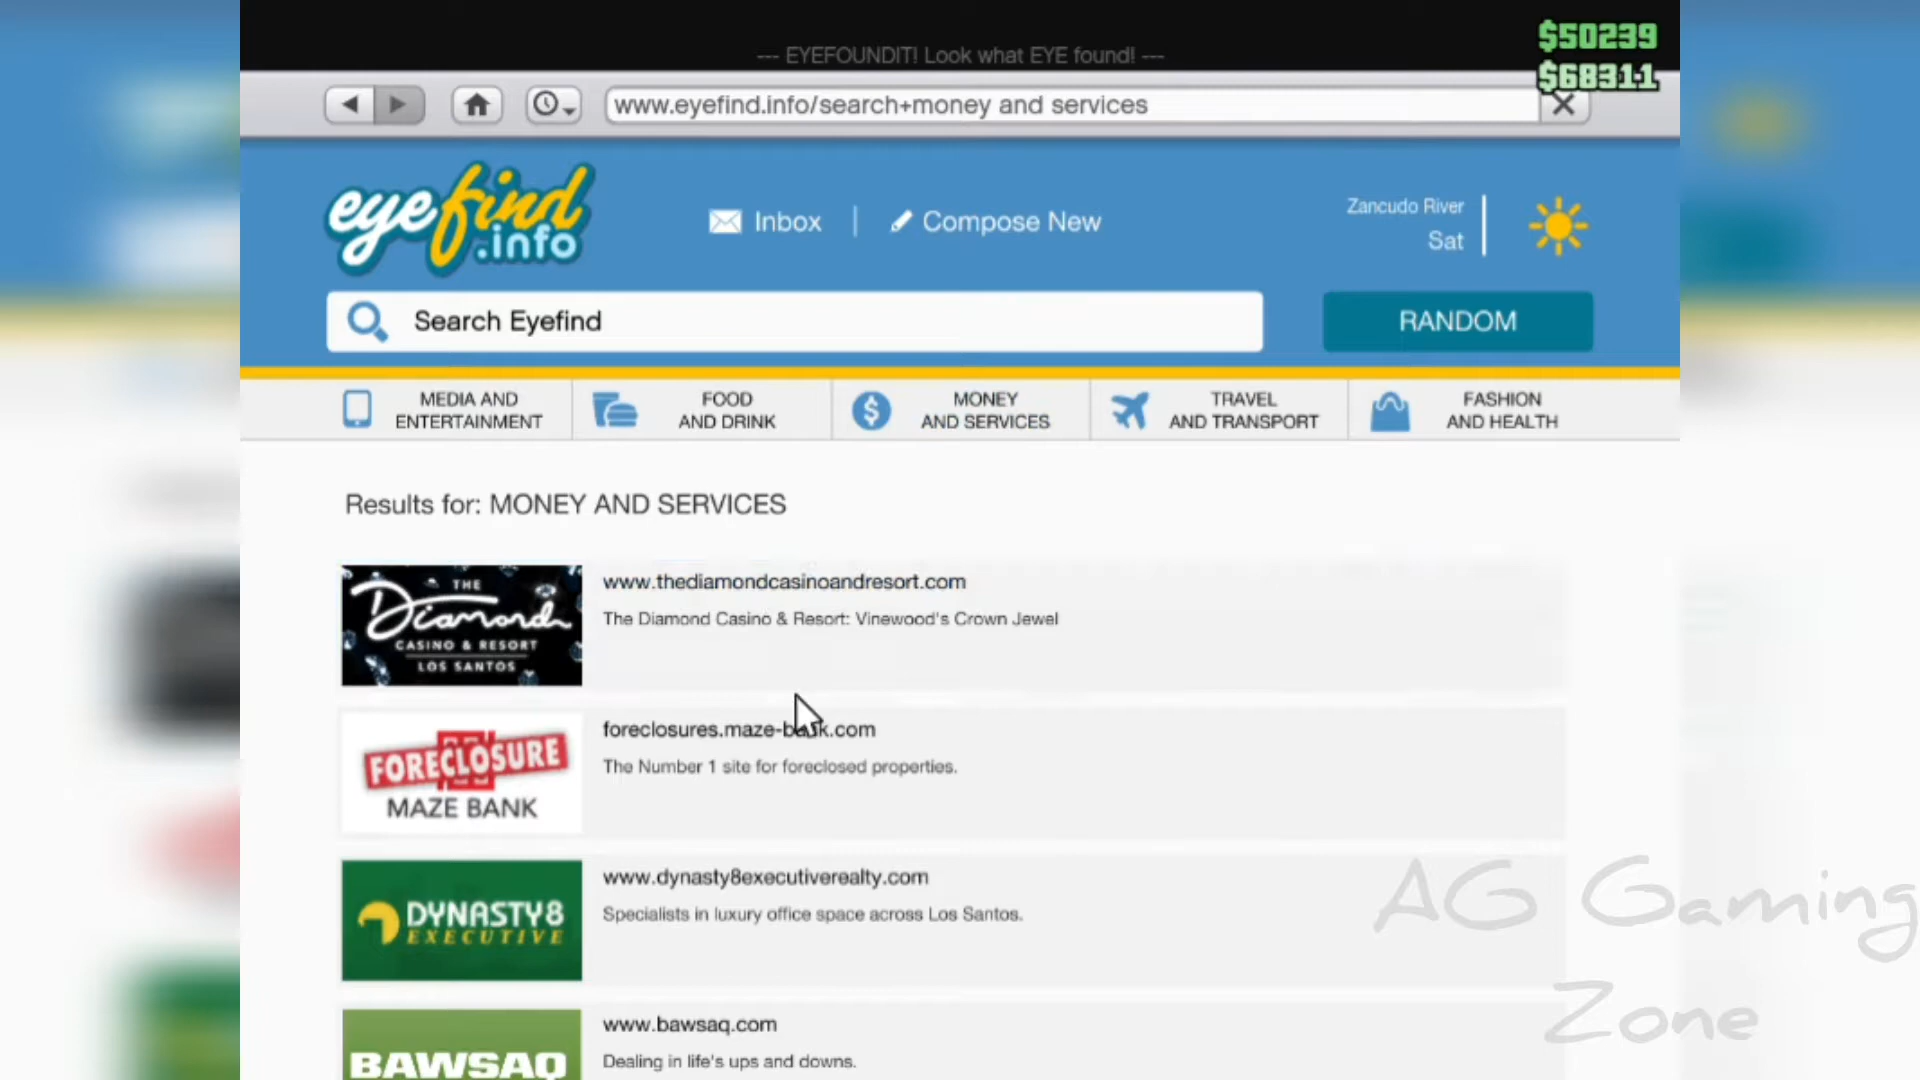 $50239
--- EYEFOUNDIT! Look what EYE found! ---
$68311
www.eyefind.info/search+money and services
eyefind
.info
Inbox
Compose New
Zancudo River
Sat
Search Eyefind
RANDOM
MEDIA AND
ENTERTAINMENT
FOOD
AND DRINK
MONEY
AND SERVICES
TRAVEL
AND TRANSPORT
FASHION
AND HEALTH
Results for: MONEY AND SERVICES
THE
Diamond
CASINO & RESORT
LOS SANTOS
www.thediamondcasinoandresort.com
The Diamond Casino & Resort: Vinewood's Crown Jewel
FORECLOSURE
MAZE BANK
foreclosures.maze-bank.com
The Number 1 site for foreclosed properties.
DYNASTY8
EXECUTIVE
www.dynasty8executiverealty.com
Specialists in luxury office space across Los Santos.
BAWSAQ
www.bawsaq.com
Dealing in life's ups and downs.
AG Gaming
Zone